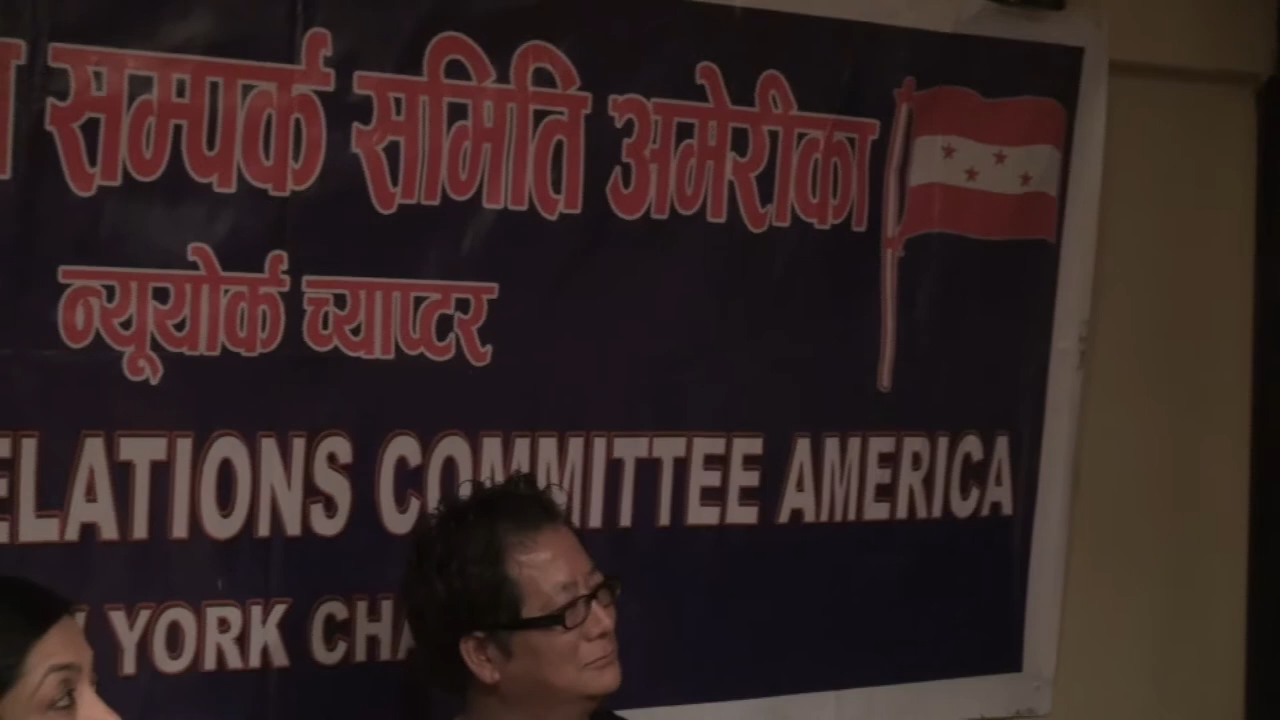 सम्पर्क समिति अमेरीका
न्यूयोर्क च्याप्टर
ELATIONS COMMITTEE AMERICA
YORK CHA